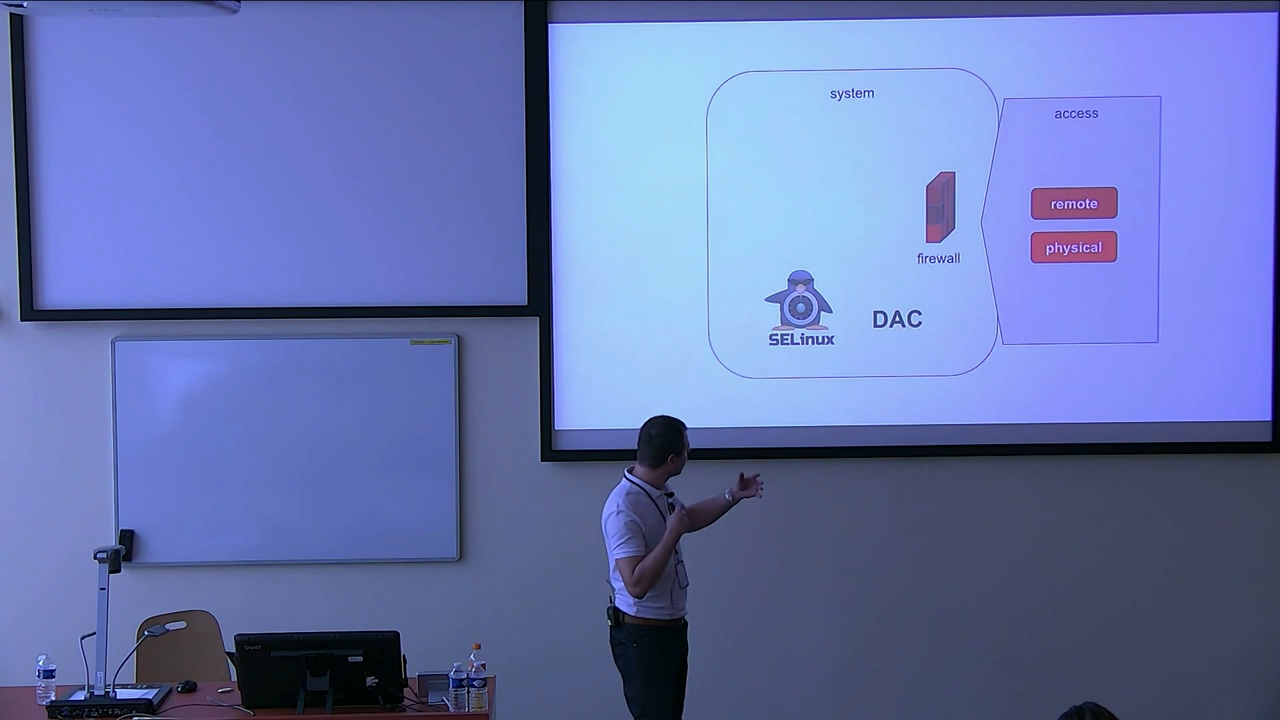 system
access
remote
physical
firewall
DAC
SELinux